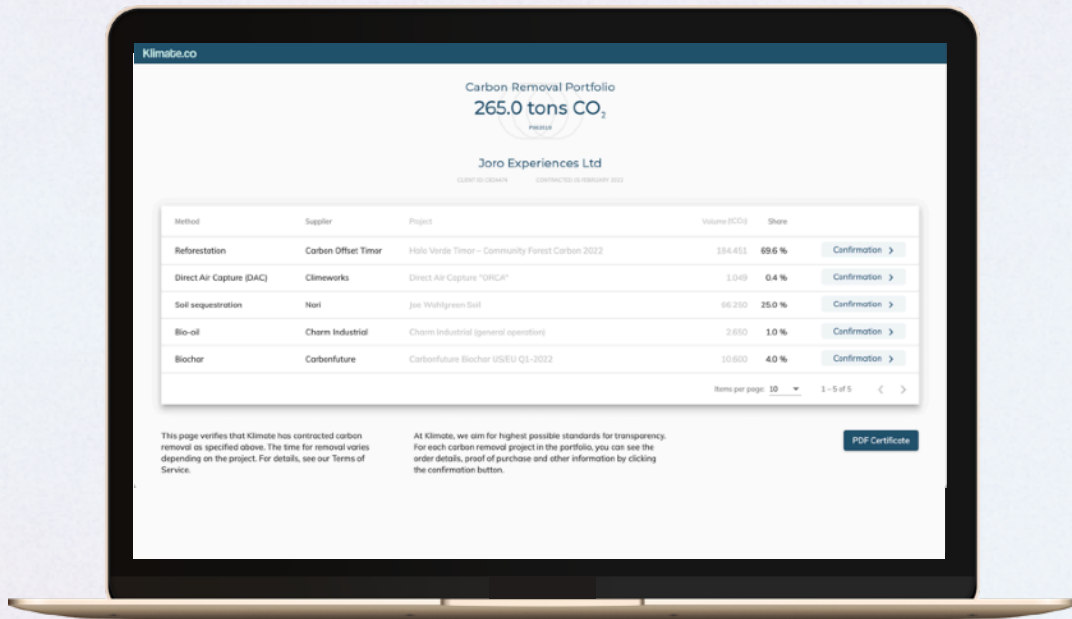 Klimate.co
Carbon Removal Portfolio
265.0 tons CO₂
Joro Experiences Ltd
Method Supplier Project Volume (tCO₂) Share
Reforestation Carbon Offset Timor Halo Verde Timor – Community Forest Carbon 2022 184.451 69.6 % Confirmation >
Direct Air Capture (DAC) Climeworks Direct Air Capture "ORCA" 1.049 0.4 % Confirmation >
Soil sequestration Nori Joe Wahlgreen Soil 66.250 25.0 % Confirmation >
Bio-oil Charm Industrial Charm Industrial (general operation) 2.650 1.0 % Confirmation >
Biochar Carbonfuture Carbonfuture Biochar US/EU Q1-2022 10.600 4.0 % Confirmation >
Items per page: 10 1 – 5 of 5 < >
This page verifies that Klimate has contracted carbon
removal as specified above. The time for removal varies
depending on the project. For details, see our Terms of
Service.
At Klimate, we aim for highest possible standards for transparency.
For each carbon removal project in the portfolio, you can see the
order details, proof of purchase and other information by clicking
the confirmation button.
PDF Certificate